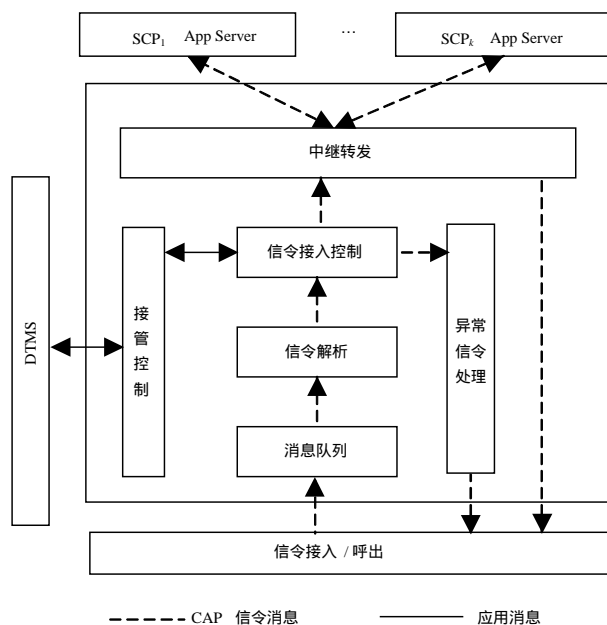 SCP1 App Server
…
SCPk App Server
中继转发
信令接入控制
接管控制
异常信令处理
DTMS
信令解析
消息队列
信令接入 / 呼出
CAP 信令消息
应用消息